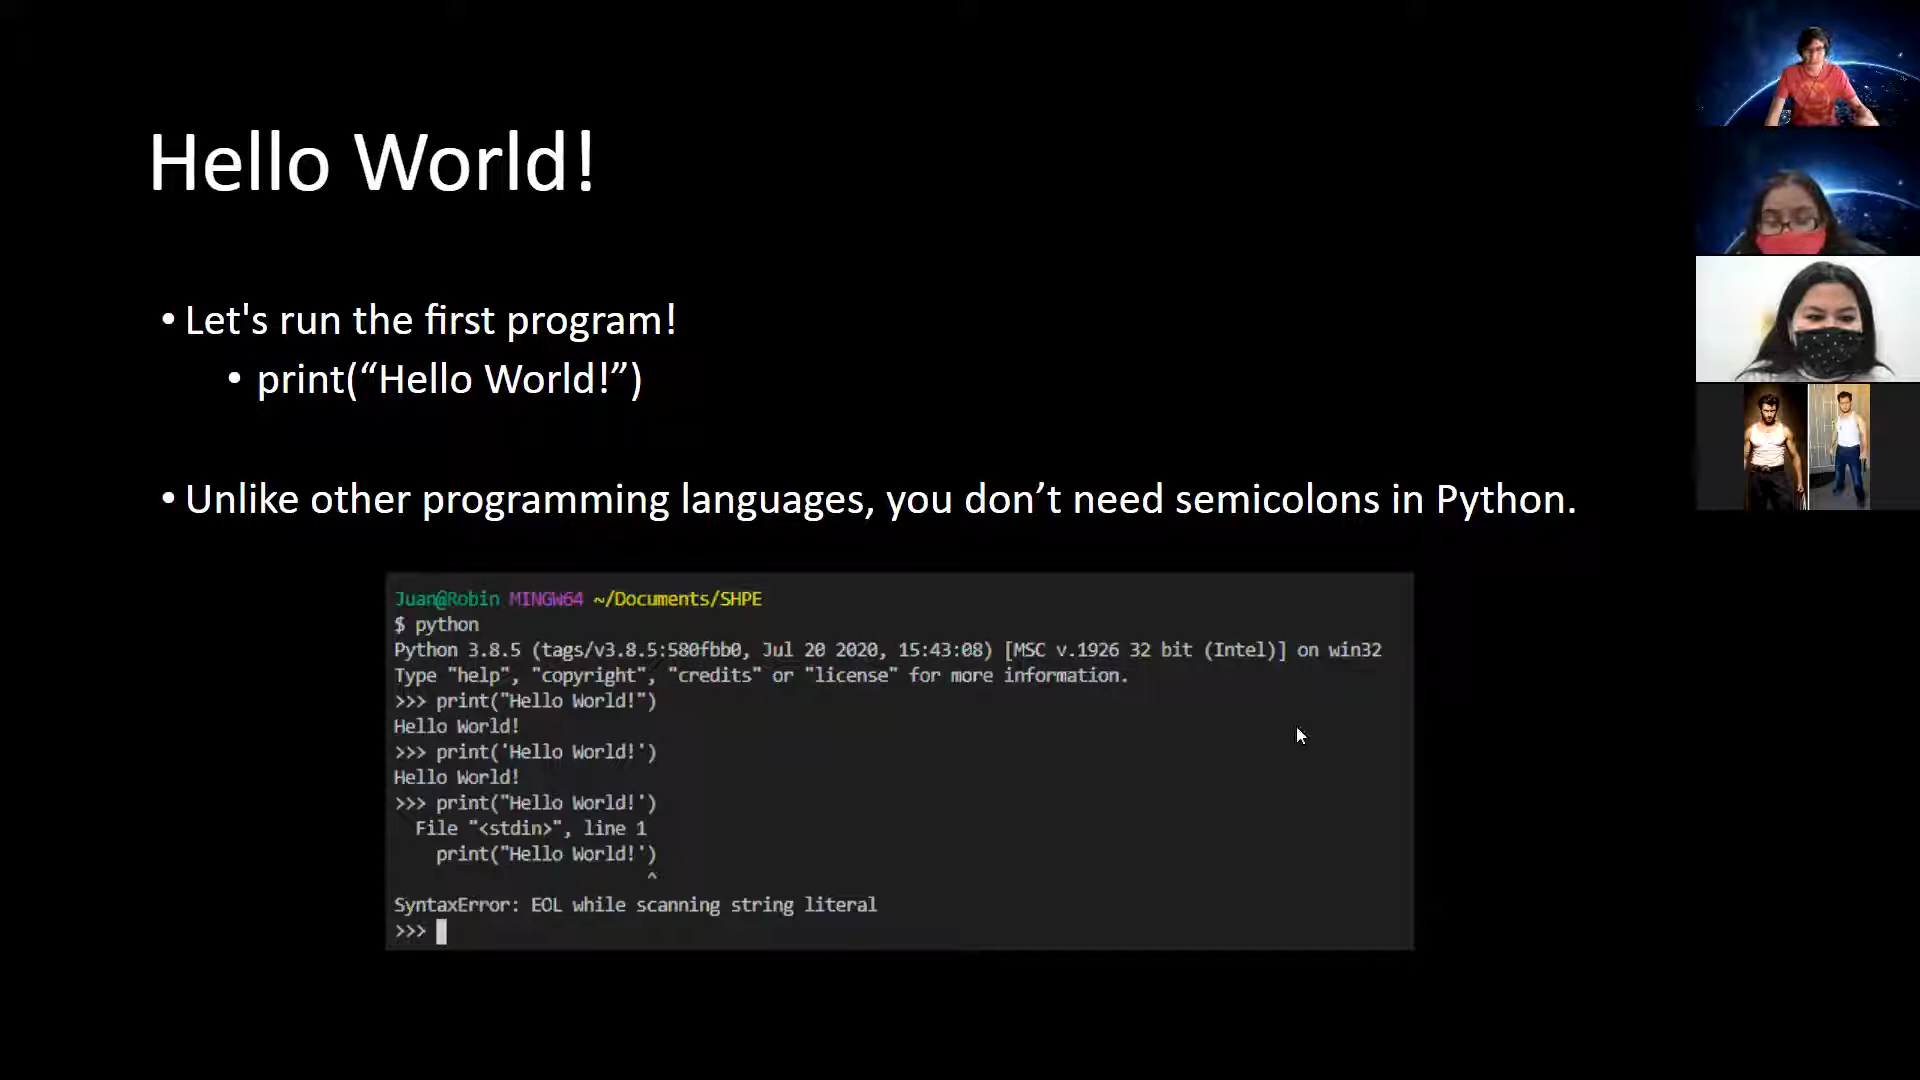 Hello World!
• Let's run the first program!
• print(“Hello World!”)
• Unlike other programming languages, you don’t need semicolons in Python.
Juan@Robin MINGW64 ~/Documents/SHPE
$ python
Python 3.8.5 (tags/v3.8.5:580fbb0, Jul 20 2020, 15:43:08) [MSC v.1926 32 bit (Intel)] on win32
Type "help", "copyright", "credits" or "license" for more information.
>>> print("Hello World!")
Hello World!
>>> print('Hello World!')
Hello World!
>>> print("Hello World!')
File "<stdin>", line 1
print("Hello World!')
^
SyntaxError: EOL while scanning string literal
>>>